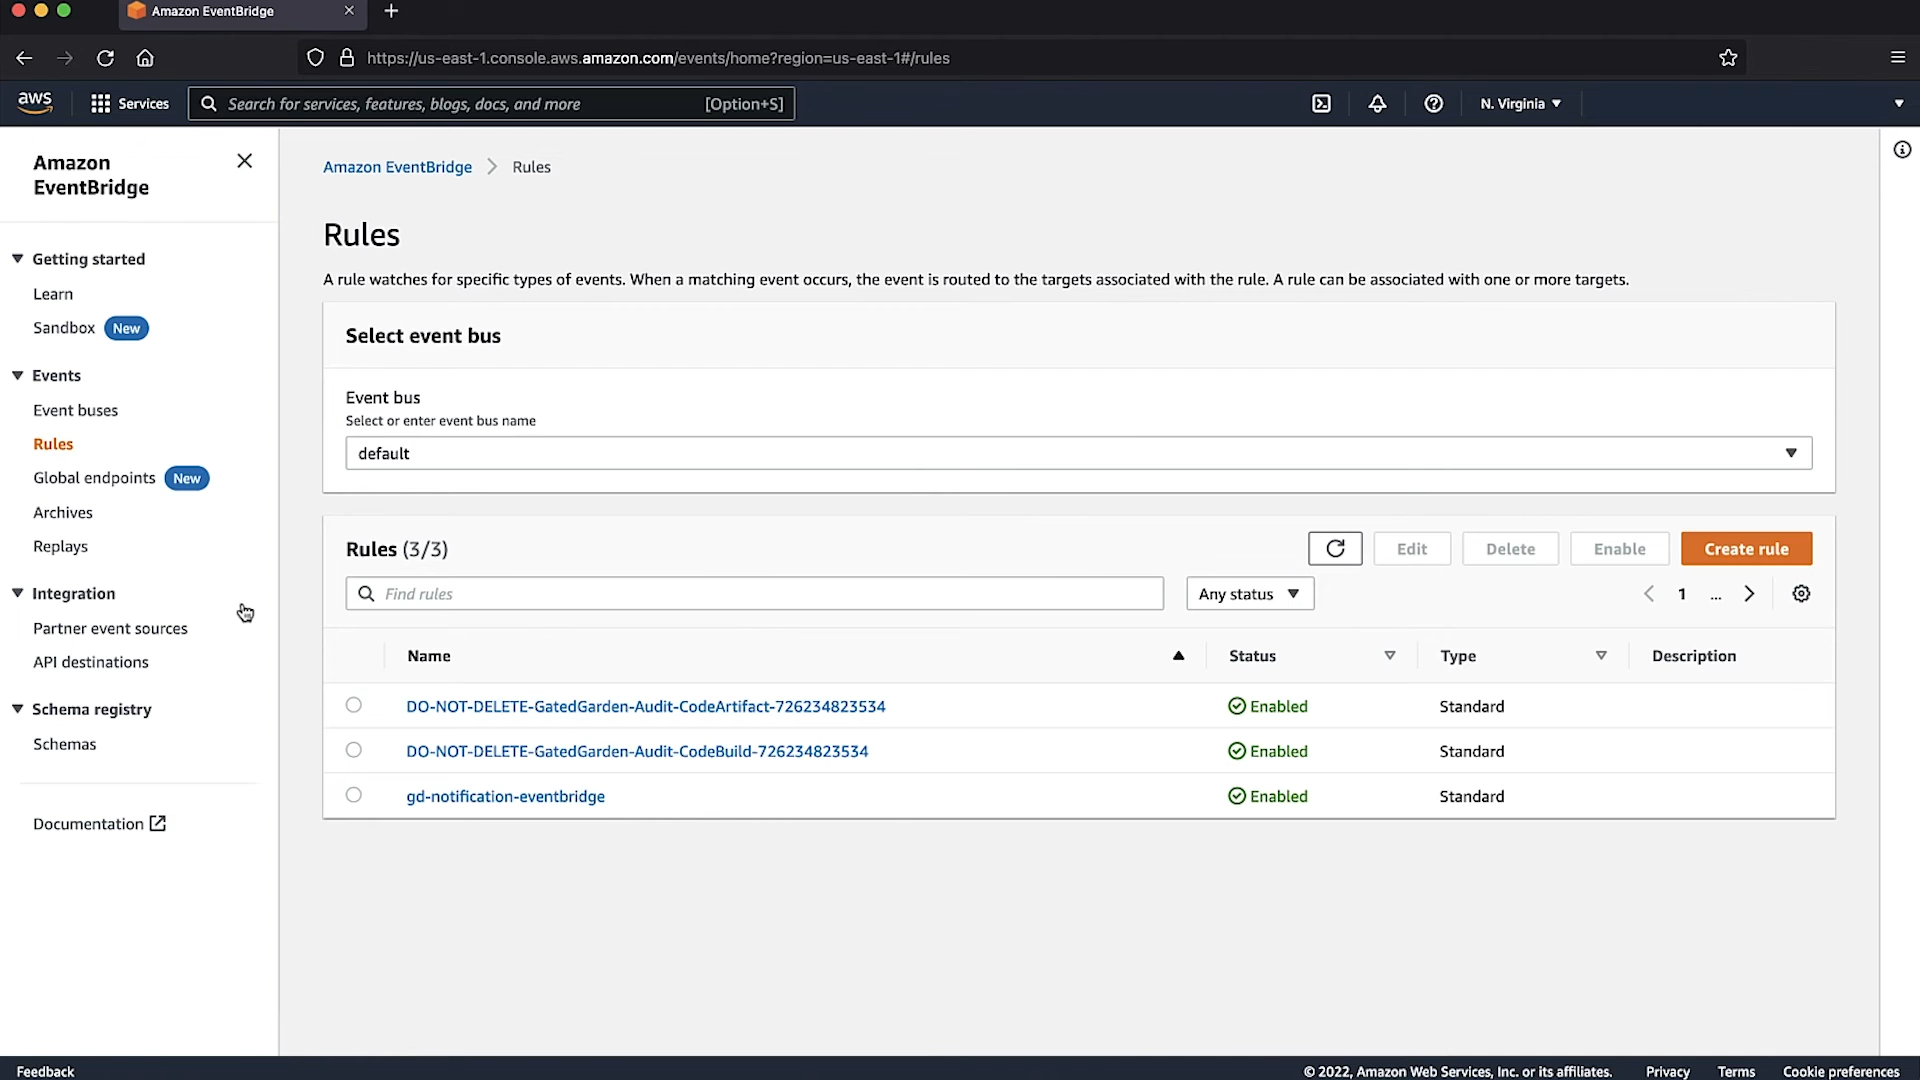 Amazon EventBridge
https://us-east-1.console.aws.amazon.com/events/home?region=us-east-1#/rules
aws
Services
Search for services, features, blogs, docs, and more
[Option+S]
N. Virginia
Amazon
EventBridge
Getting started
Learn
Sandbox New
Events
Event buses
Rules
Global endpoints New
Archives
Replays
Integration
Partner event sources
API destinations
Schema registry
Schemas
Documentation
Amazon EventBridge Rules
Rules
A rule watches for specific types of events. When a matching event occurs, the event is routed to the targets associated with the rule. A rule can be associated with one or more targets.
Select event bus
Event bus
Select or enter event bus name
default
Rules (3/3)
Edit
Delete
Enable
Create rule
Find rules
Any status
1 ...
Name Status Type Description
DO-NOT-DELETE-GatedGarden-Audit-CodeArtifact-726234823534 Enabled Standard
DO-NOT-DELETE-GatedGarden-Audit-CodeBuild-726234823534 Enabled Standard
gd-notification-eventbridge Enabled Standard
Feedback
© 2022, Amazon Web Services, Inc. or its affiliates. Privacy Terms Cookie preferences